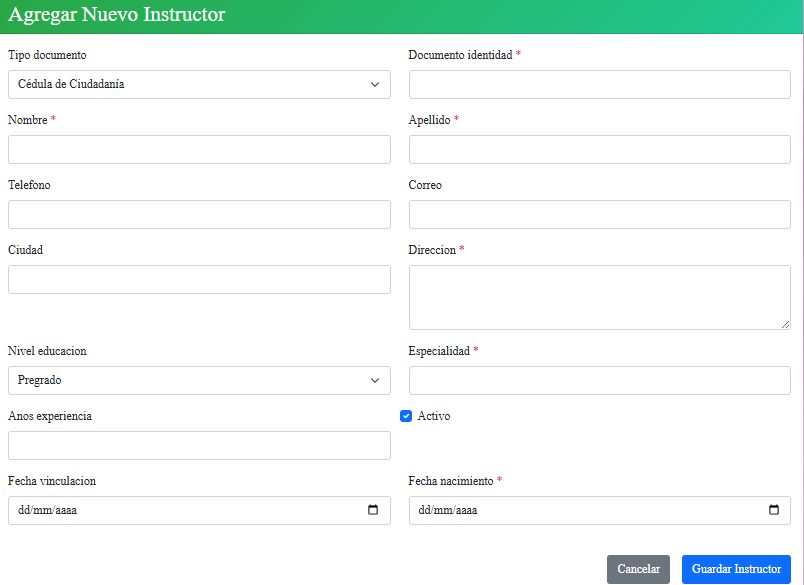 Agregar Nuevo Instructor
Tipo documento
Documento identidad *
Cédula de Ciudadanía
Nombre *
Apellido *
Telefono
Correo
Ciudad
Direccion *
Nivel educacion
Especialidad *
Pregrado
Anos experiencia
Activo
Fecha vinculacion
Fecha nacimiento *
dd/mm/aaaa
dd/mm/aaaa
Cancelar
Guardar Instructor